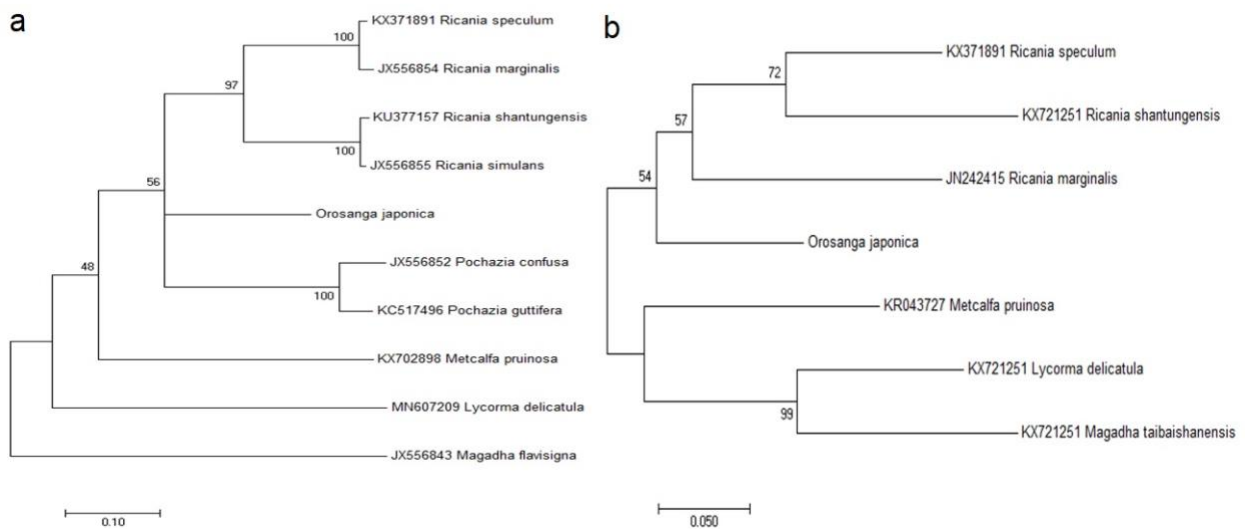 a
KX371891 Ricania speculum
100
JX556854 Ricania marginalis
97
KU377157 Ricania shantungensis
100
JX556855 Ricania simulans
56
Orosanga japonica
48
JX556852 Pochazia confusa
100
KC517496 Pochazia guttifera
KX702898 Metcalfa pruinosa
MN607209 Lycorma delicatula
JX556843 Magadha flavisigna
0.10
b
KX371891 Ricania speculum
72
KX721251 Ricania shantungensis
57
JN242415 Ricania marginalis
54
Orosanga japonica
KR043727 Metcalfa pruinosa
KX721251 Lycorma delicatula
99
KX721251 Magadha taibaishanensis
0.050